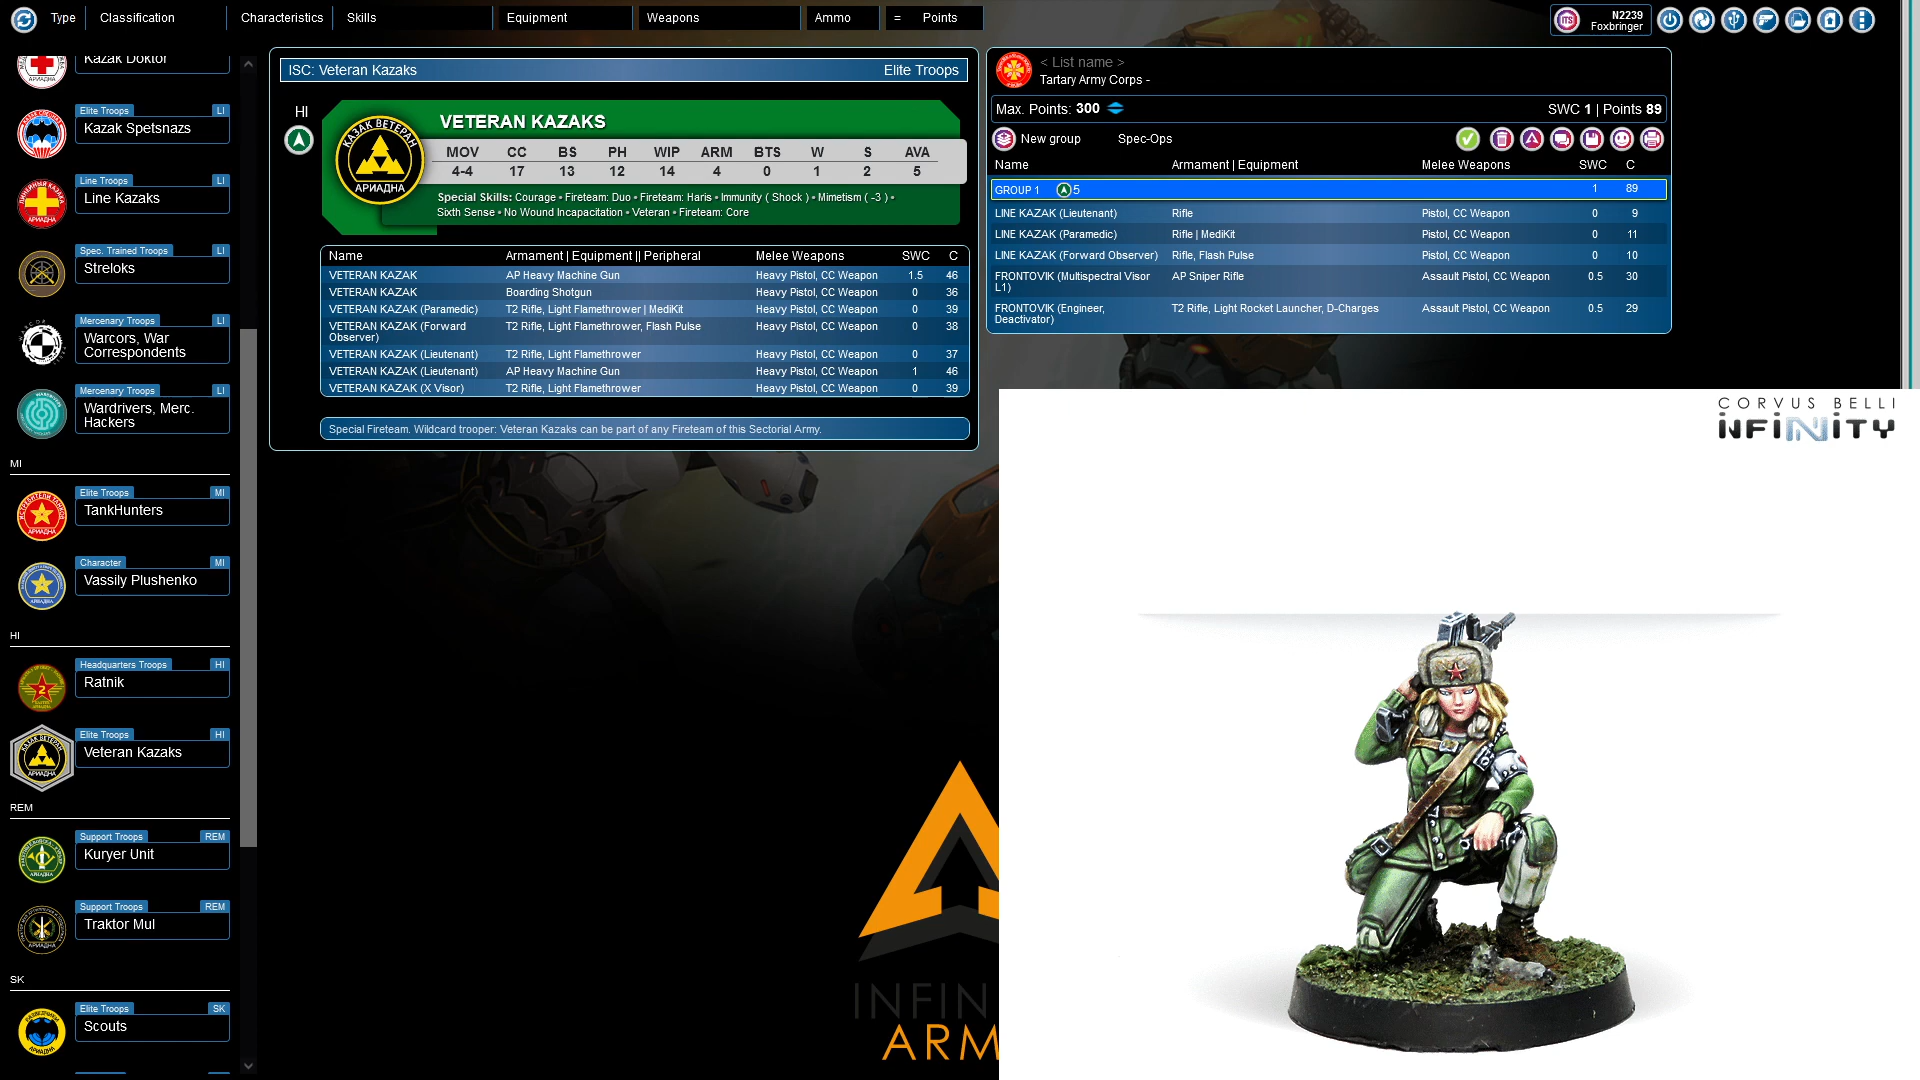 Type Classification Characteristics Skills Equipment Weapons Ammo = Points
N2239
Foxbringer
ITS
Kazak Doktor
Elite Troops LI
Kazak Spetsnazs
Line Troops LI
Line Kazaks
Spec. Trained Troops LI
Streloks
Mercenary Troops LI
Warcors, War
Correspondents
Mercenary Troops LI
Wardrivers, Merc.
Hackers
MI
Elite Troops MI
TankHunters
Character MI
Vassily Plushenko
HI
Headquarters Troops HI
Ratnik
Elite Troops HI
Veteran Kazaks
REM
Support Troops REM
Kuryer Unit
Support Troops REM
Traktor Mul
SK
Elite Troops SK
Scouts
ISC: Veteran Kazaks Elite Troops
HI
КАЗАК ВЕТЕРАН
АРИАДНА
VETERAN KAZAKS
MOV CC BS PH WIP ARM BTS W S AVA
4-4 17 13 12 14 4 0 1 2 5
Special Skills: Courage • Fireteam: Duo • Fireteam: Haris • Immunity ( Shock ) • Mimetism ( -3 ) •
Sixth Sense • No Wound Incapacitation • Veteran • Fireteam: Core
Name Armament | Equipment || Peripheral Melee Weapons SWC C
VETERAN KAZAK AP Heavy Machine Gun Heavy Pistol, CC Weapon 1.5 46
VETERAN KAZAK Boarding Shotgun Heavy Pistol, CC Weapon 0 36
VETERAN KAZAK (Paramedic) T2 Rifle, Light Flamethrower | MediKit Heavy Pistol, CC Weapon 0 39
VETERAN KAZAK (Forward T2 Rifle, Light Flamethrower, Flash Pulse Heavy Pistol, CC Weapon 0 38
Observer)
VETERAN KAZAK (Lieutenant) T2 Rifle, Light Flamethrower Heavy Pistol, CC Weapon 0 37
VETERAN KAZAK (Lieutenant) AP Heavy Machine Gun Heavy Pistol, CC Weapon 1 46
VETERAN KAZAK (X Visor) T2 Rifle, Light Flamethrower Heavy Pistol, CC Weapon 0 39
Special Fireteam. Wildcard trooper: Veteran Kazaks can be part of any Fireteam of this Sectorial Army.
< List name >
Tartary Army Corps -
Max. Points: 300 SWC 1 | Points 89
New group Spec-Ops
Name Armament | Equipment Melee Weapons SWC C
GROUP 1 5 1 89
LINE KAZAK (Lieutenant) Rifle Pistol, CC Weapon 0 9
LINE KAZAK (Paramedic) Rifle | MediKit Pistol, CC Weapon 0 11
LINE KAZAK (Forward Observer) Rifle, Flash Pulse Pistol, CC Weapon 0 10
FRONTOVIK (Multispectral Visor AP Sniper Rifle Assault Pistol, CC Weapon 0.5 30
L1)
FRONTOVIK (Engineer, T2 Rifle, Light Rocket Launcher, D-Charges Assault Pistol, CC Weapon 0.5 29
Deactivator)
CORVUS BELLI
INFINITY
INFIN
ARM